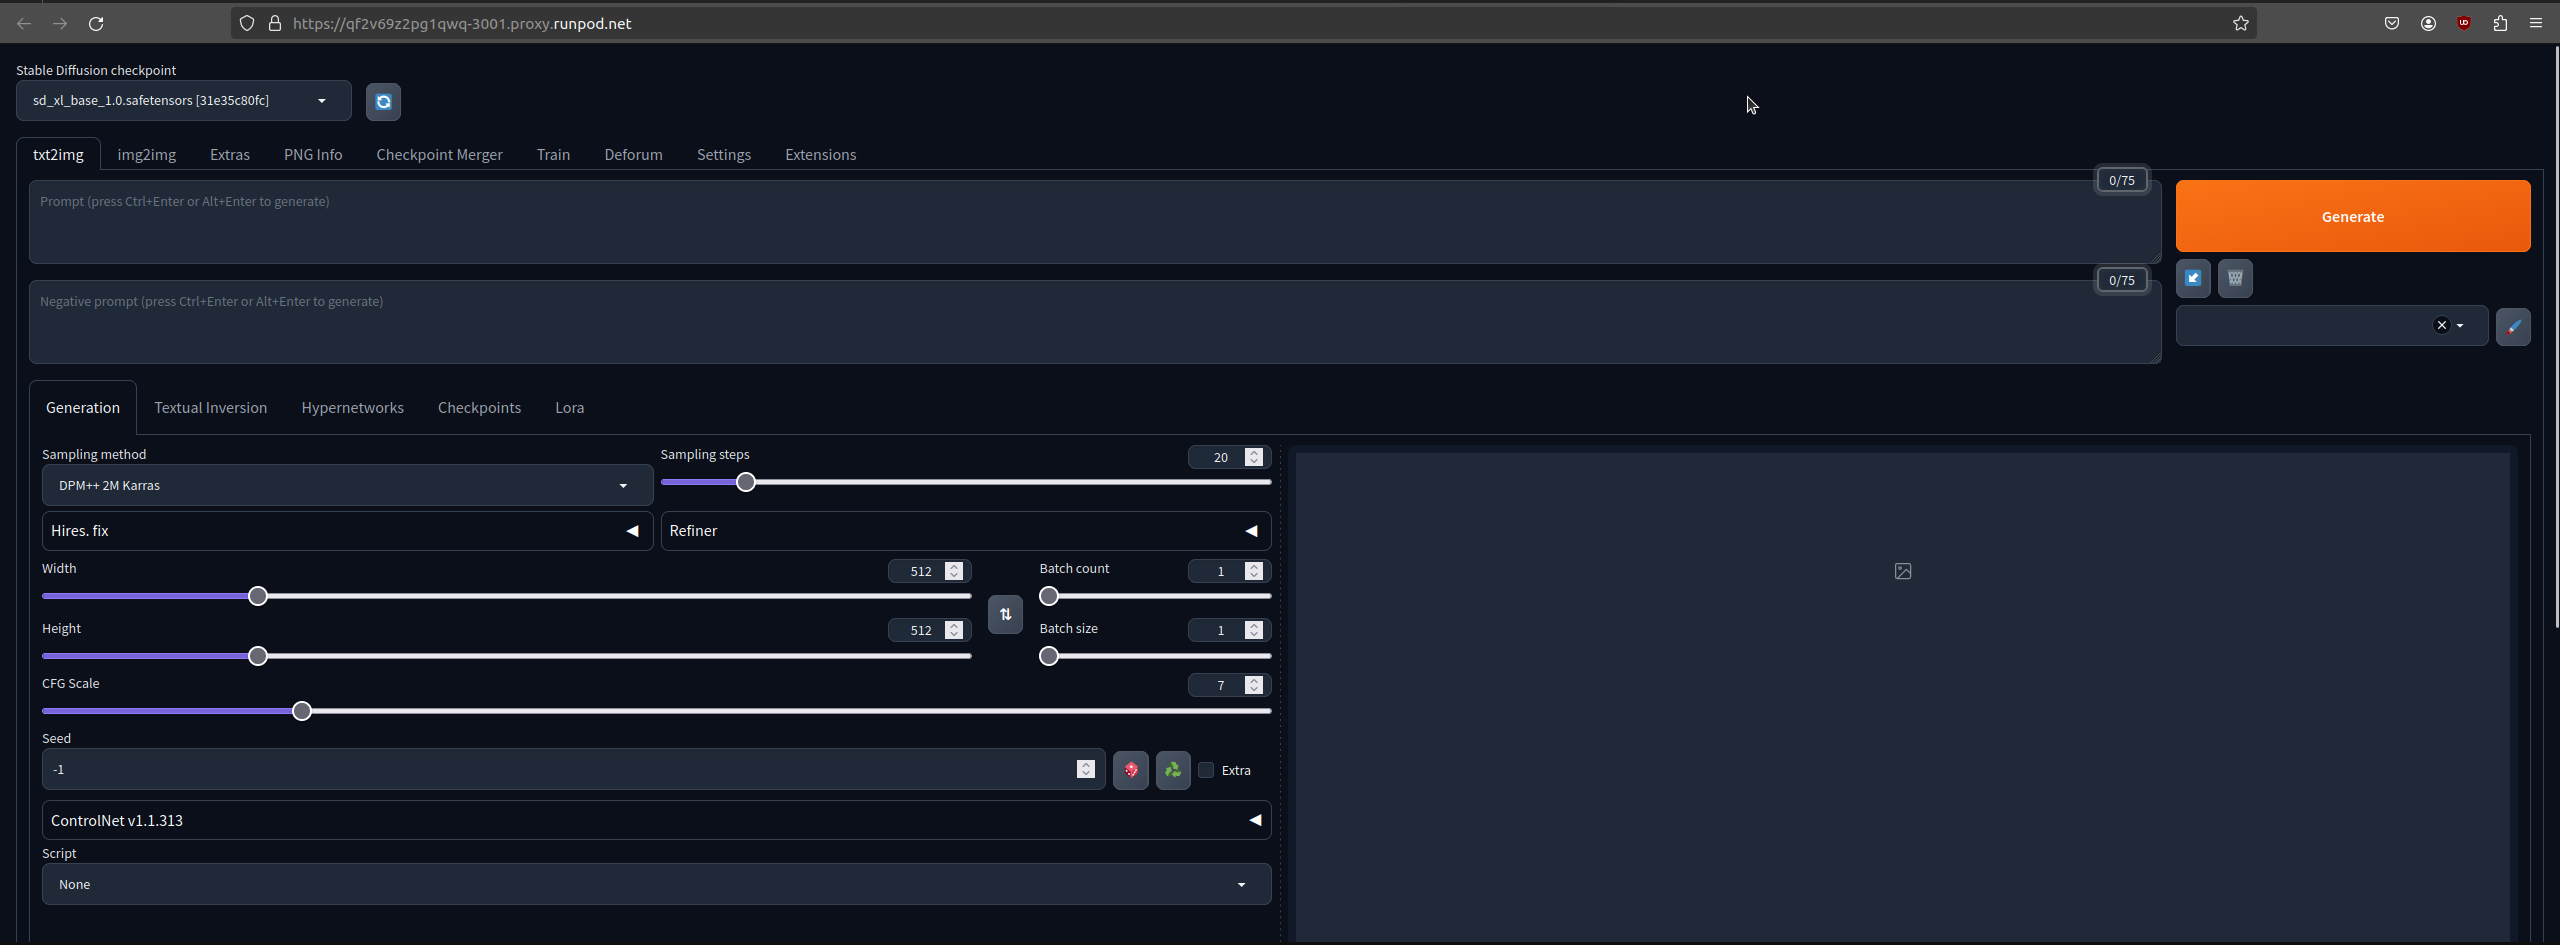 https://qf2v69z2pg1qwq-3001.proxy.runpod.net
Stable Diffusion checkpoint
sd_xl_base_1.0.safetensors [31e35c80fc]
txt2img img2img Extras PNG Info Checkpoint Merger Train Deforum Settings Extensions
0/75
Prompt (press Ctrl+Enter or Alt+Enter to generate)
Generate
0/75
Negative prompt (press Ctrl+Enter or Alt+Enter to generate)
Generation Textual Inversion Hypernetworks Checkpoints Lora
Sampling method
DPM++ 2M Karras
Sampling steps 20
Hires. fix
Refiner
Width 512
Batch count 1
Height 512
Batch size 1
CFG Scale 7
Seed
-1
Extra
ControlNet v1.1.313
Script
None